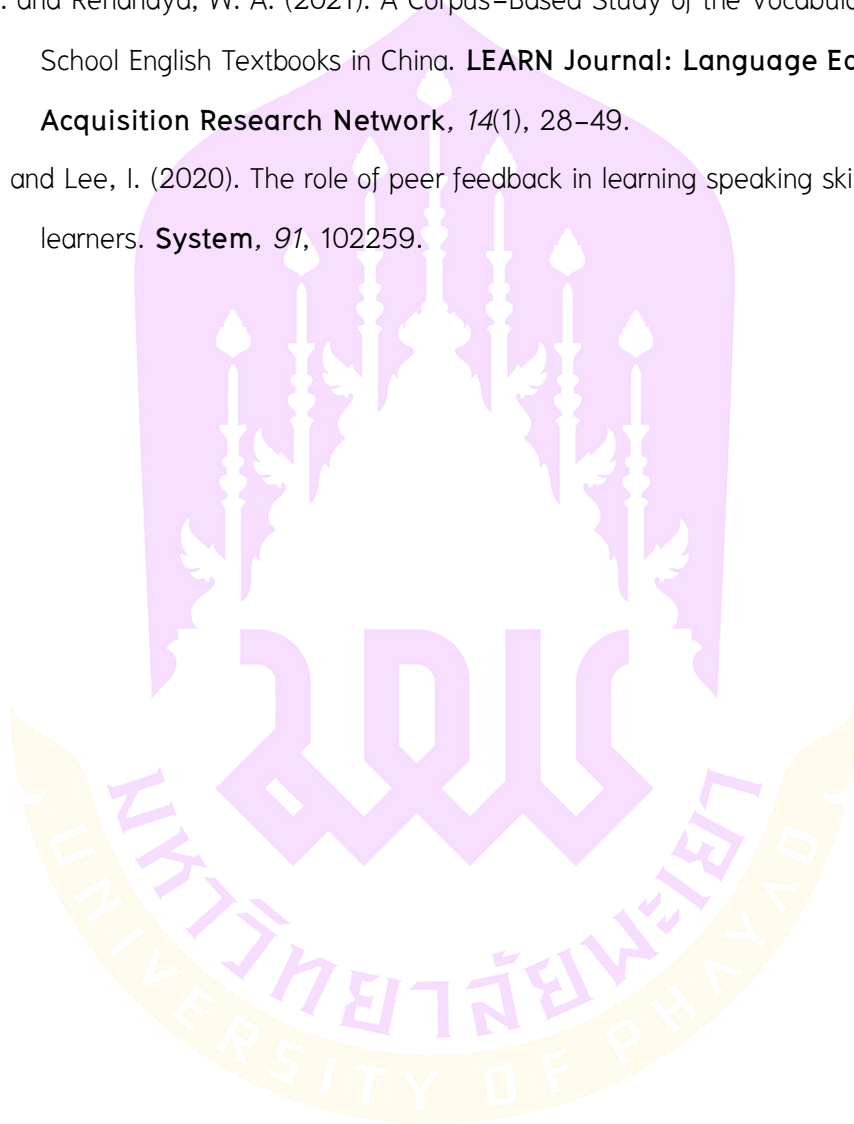 . and Renandya, W. A. (2021). A Corpus-Based Study of the Vocabula
School English Textbooks in China. LEARN Journal: Language Ed
Acquisition Research Network, 14(1), 28–49.
and Lee, I. (2020). The role of peer feedback in learning speaking ski
learners. System, 91, 102259.
มหาวิทยาลัยพะเยา
UNIVERSITY OF PHAYAO